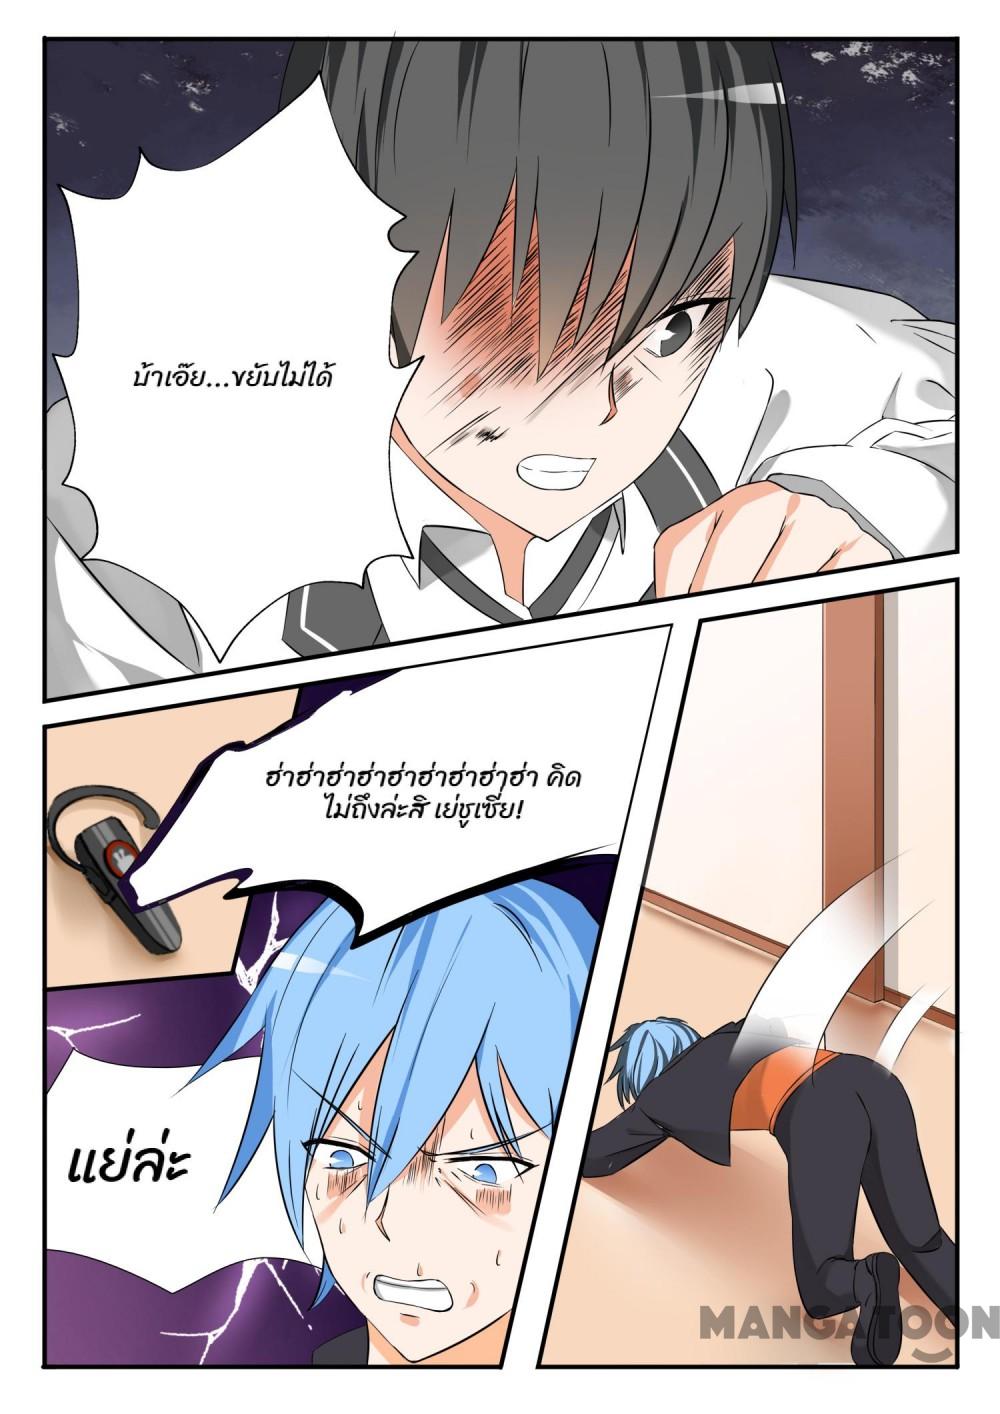 บ้าเอ๊ย...ขยับไม่ได้
ฮ่าฮ่าฮ่าฮ่าฮ่าฮ่าฮ่าฮ่าฮ่า คิด
ไม่ถึงล่ะสิ เย่ซูเซี่ย!
แย่ล่ะ
MANGATOON